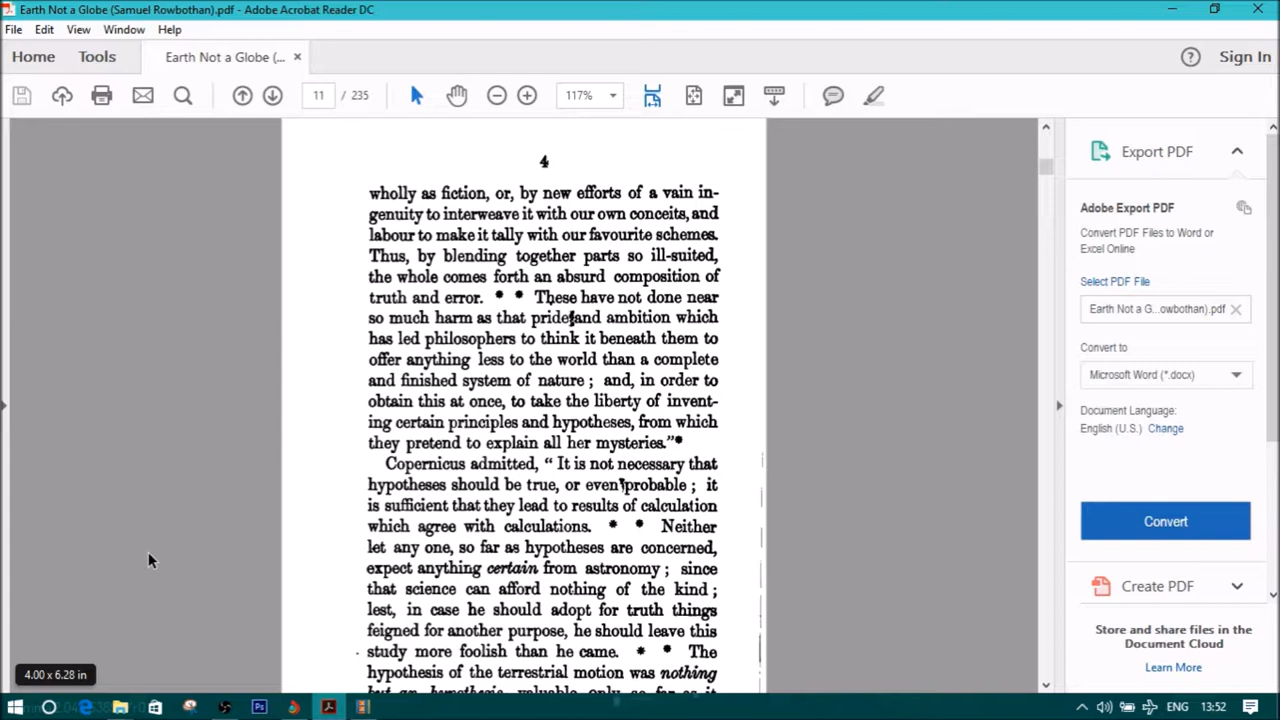 Earth Not a Globe (Samuel Rowbothan).pdf - Adobe Acrobat Reader DC
File Edit View Window Help
Home Tools Earth Not a Globe (... × Sign In
11 / 235 117%
4
wholly as fiction, or, by new efforts of a vain in-
genuity to interweave it with our own conceits, and
labour to make it tally with our favourite schemes.
Thus, by blending together parts so ill-suited,
the whole comes forth an absurd composition of
truth and error. * * These have not done near
so much harm as that pride and ambition which
has led philosophers to think it beneath them to
offer anything less to the world than a complete
and finished system of nature ; and, in order to
obtain this at once, to take the liberty of invent-
ing certain principles and hypotheses, from which
they pretend to explain all her mysteries."*
Copernicus admitted, " It is not necessary that
hypotheses should be true, or even probable ; it
is sufficient that they lead to results of calculation
which agree with calculations. * * Neither
let any one, so far as hypotheses are concerned,
expect anything certain from astronomy ; since
that science can afford nothing of the kind ;
lest, in case he should adopt for truth things
feigned for another purpose, he should leave this
study more foolish than he came. * * The
hypothesis of the terrestrial motion was nothing
but an hypothesis, valuable only so far as it
4.00 x 6.28 in
Export PDF
Adobe Export PDF
Convert PDF Files to Word or
Excel Online
Select PDF File
Earth Not a G...owbothan).pdf ×
Convert to
Microsoft Word (*.docx)
Document Language:
English (U.S.) Change
Convert
Create PDF
Store and share files in the
Document Cloud
Learn More
ENG 13:52